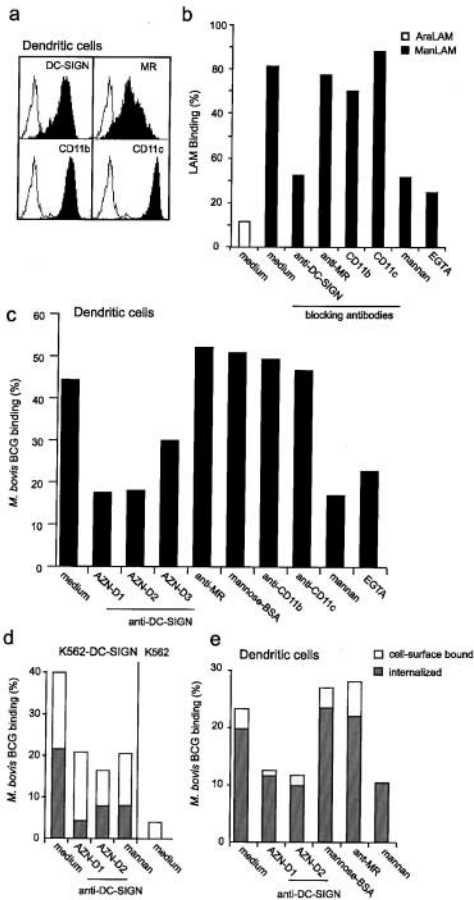 a
Dendritic cells
DC-SIGN
MR
CD11b
CD11c
b
AraLAM
ManLAM
LAM Binding (%)
100
80
60
80
20
0
medium
medium
anti-DC-SIGN
anti-MR
CD11b
CD11c
mannan
EGTA
blocking antibodies
c
Dendritic cells
M. bovis BCG binding (%)
60
50
40
30
20
10
0
medium
AZN-D1
AZN-D2
AZN-D3
anti-MR
mannose-BSA
anti-CD11b
anti-CD11c
mannan
EGTA
anti-DC-SIGN
d
K562-DC-SIGN
K562
M. bovis BCG binding (%)
40
30
20
10
0
medium
AZN-D1
AZN-D2
mannan
medium
anti-DC-SIGN
e
cell-surface bound
internalized
Dendritic cells
M. bovis BCG binding (%)
30
20
10
0
medium
AZN-D1
AZN-D2
mannose-BSA
ant-MR
mannan
anti-DC-SIGN